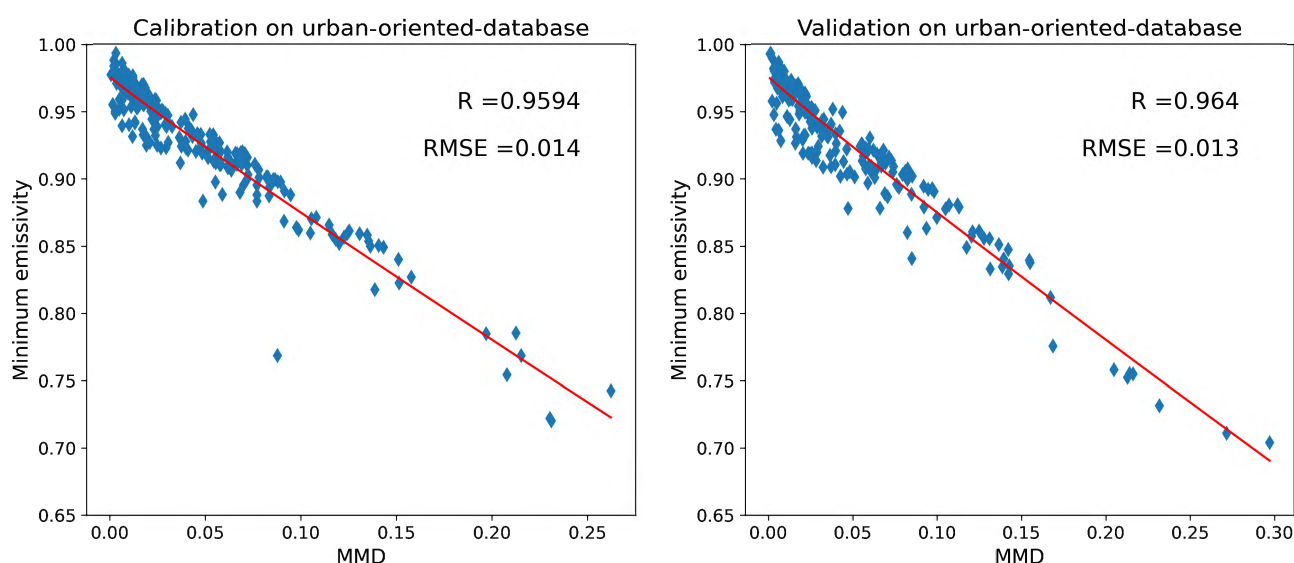 Calibration on urban-oriented-database
R =0.9594
RMSE =0.014
Minimum emissivity
1.00
0.95
0.90
0.85
0.80
0.75
0.70
0.65
0.00 0.05 0.10 0.15 0.20 0.25
MMD
Validation on urban-oriented-database
R =0.964
RMSE =0.013
Minimum emissivity
1.00
0.95
0.90
0.85
0.80
0.75
0.70
0.65
0.00 0.05 0.10 0.15 0.20 0.25 0.30
MMD